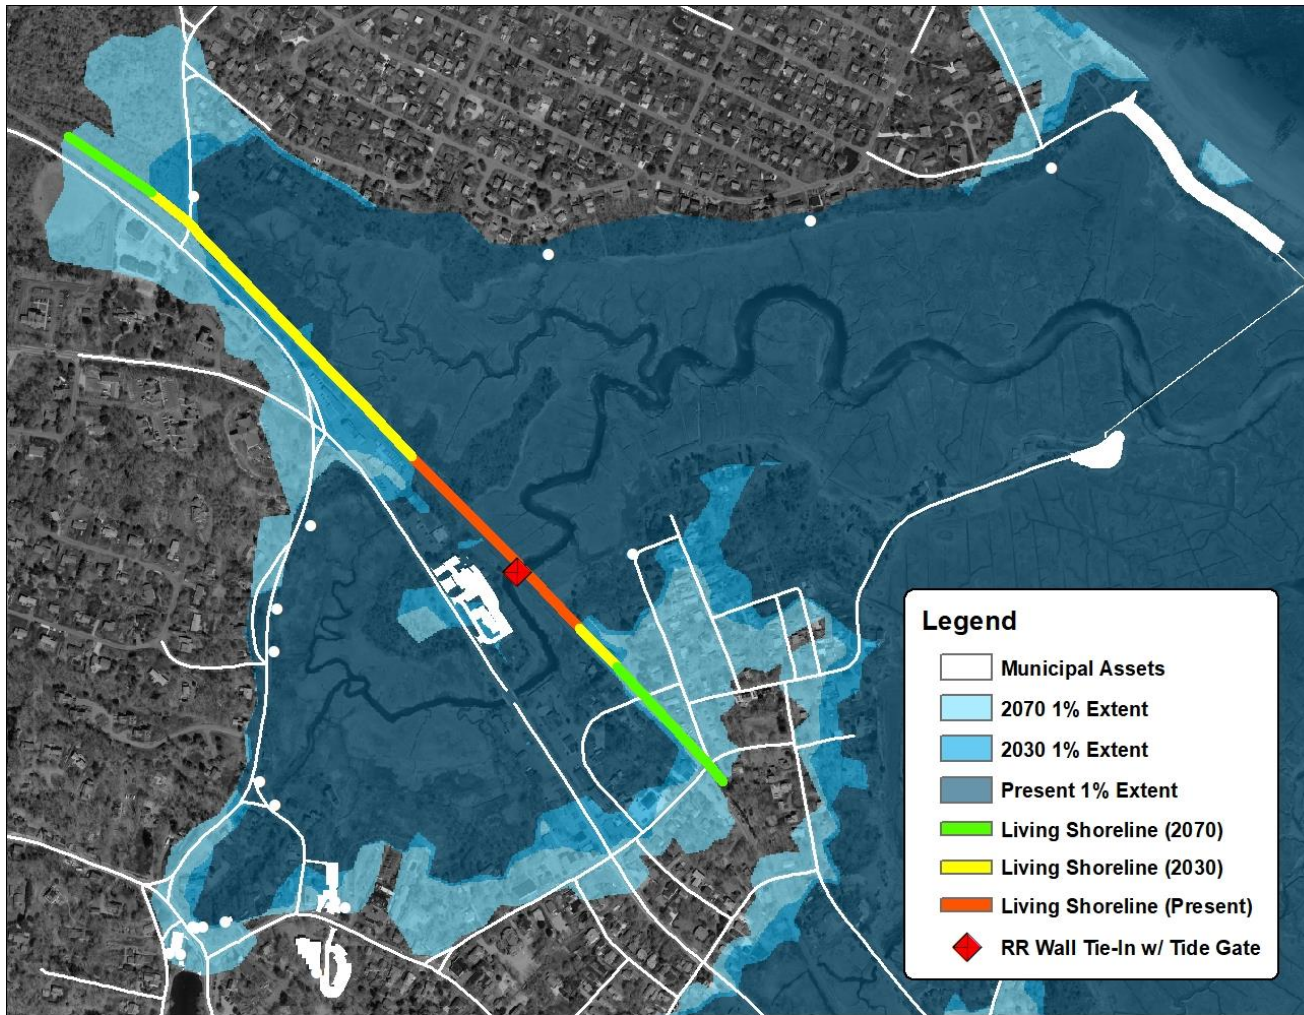 Legend
Municipal Assets
2070 1% Extent
2030 1% Extent
Present 1% Extent
Living Shoreline (2070)
Living Shoreline (2030)
Living Shoreline (Present)
RR Wall Tie-In w/ Tide Gate